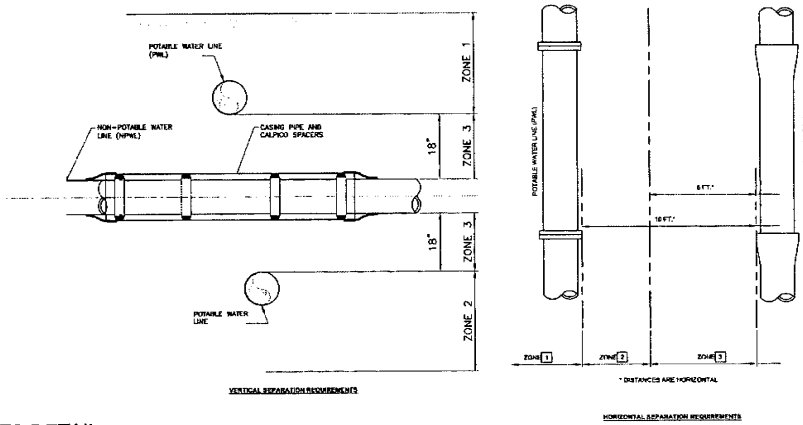 POTABLE WATER LINE
(PWL)
ZONE 1
NON-POTABLE WATER
LINE (NPWL)
CASING PIPE AND
CALPICO SPACERS
18"
ZONE 3
18"
ZONE 3
POTABLE WATER
LINE
ZONE 2
VERTICAL SEPARATION REQUIREMENTS
POTABLE WATER LINE (PWL)
FT.*
10 FT.*
ZONE 1
ZONE 2
ZONE 3
* DISTANCES ARE HORIZONTAL
HORIZONTAL SEPARATION REQUIREMENTS